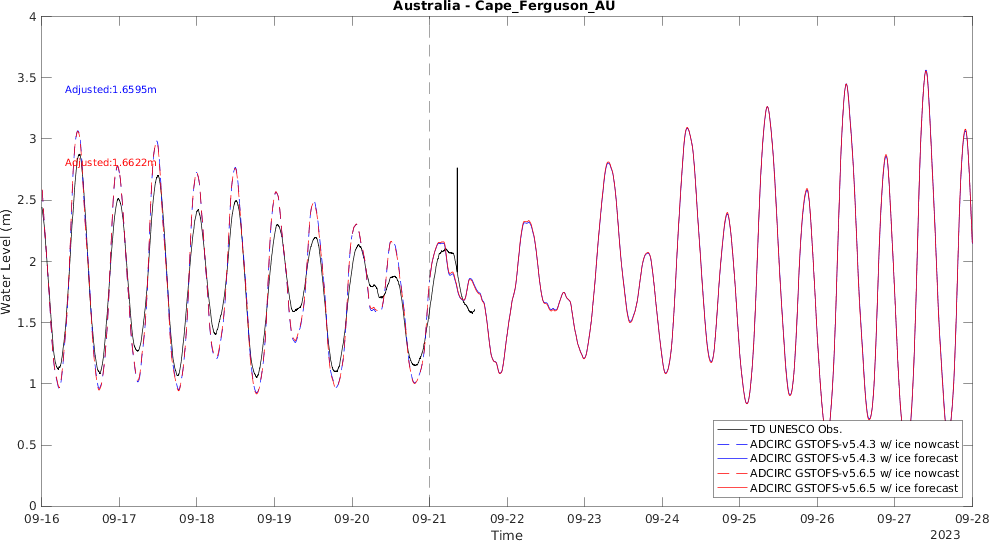 Australia - Cape_Ferguson_AU
4
3.5
3
2.5
2
1.5
1
0.5
0
Water Level (m)
Adjusted:1.6595m
Adjusted:1.6622m
TD UNESCO Obs.
ADCIRC GSTOFS-v5.4.3 w/ ice nowcast
ADCIRC GSTOFS-v5.4.3 w/ ice forecast
ADCIRC GSTOFS-v5.6.5 w/ ice nowcast
ADCIRC GSTOFS-v5.6.5 w/ ice forecast
09-16 09-17 09-18 09-19 09-20 09-21 09-22 09-23 09-24 09-25 09-26 09-27 09-28
Time
2023